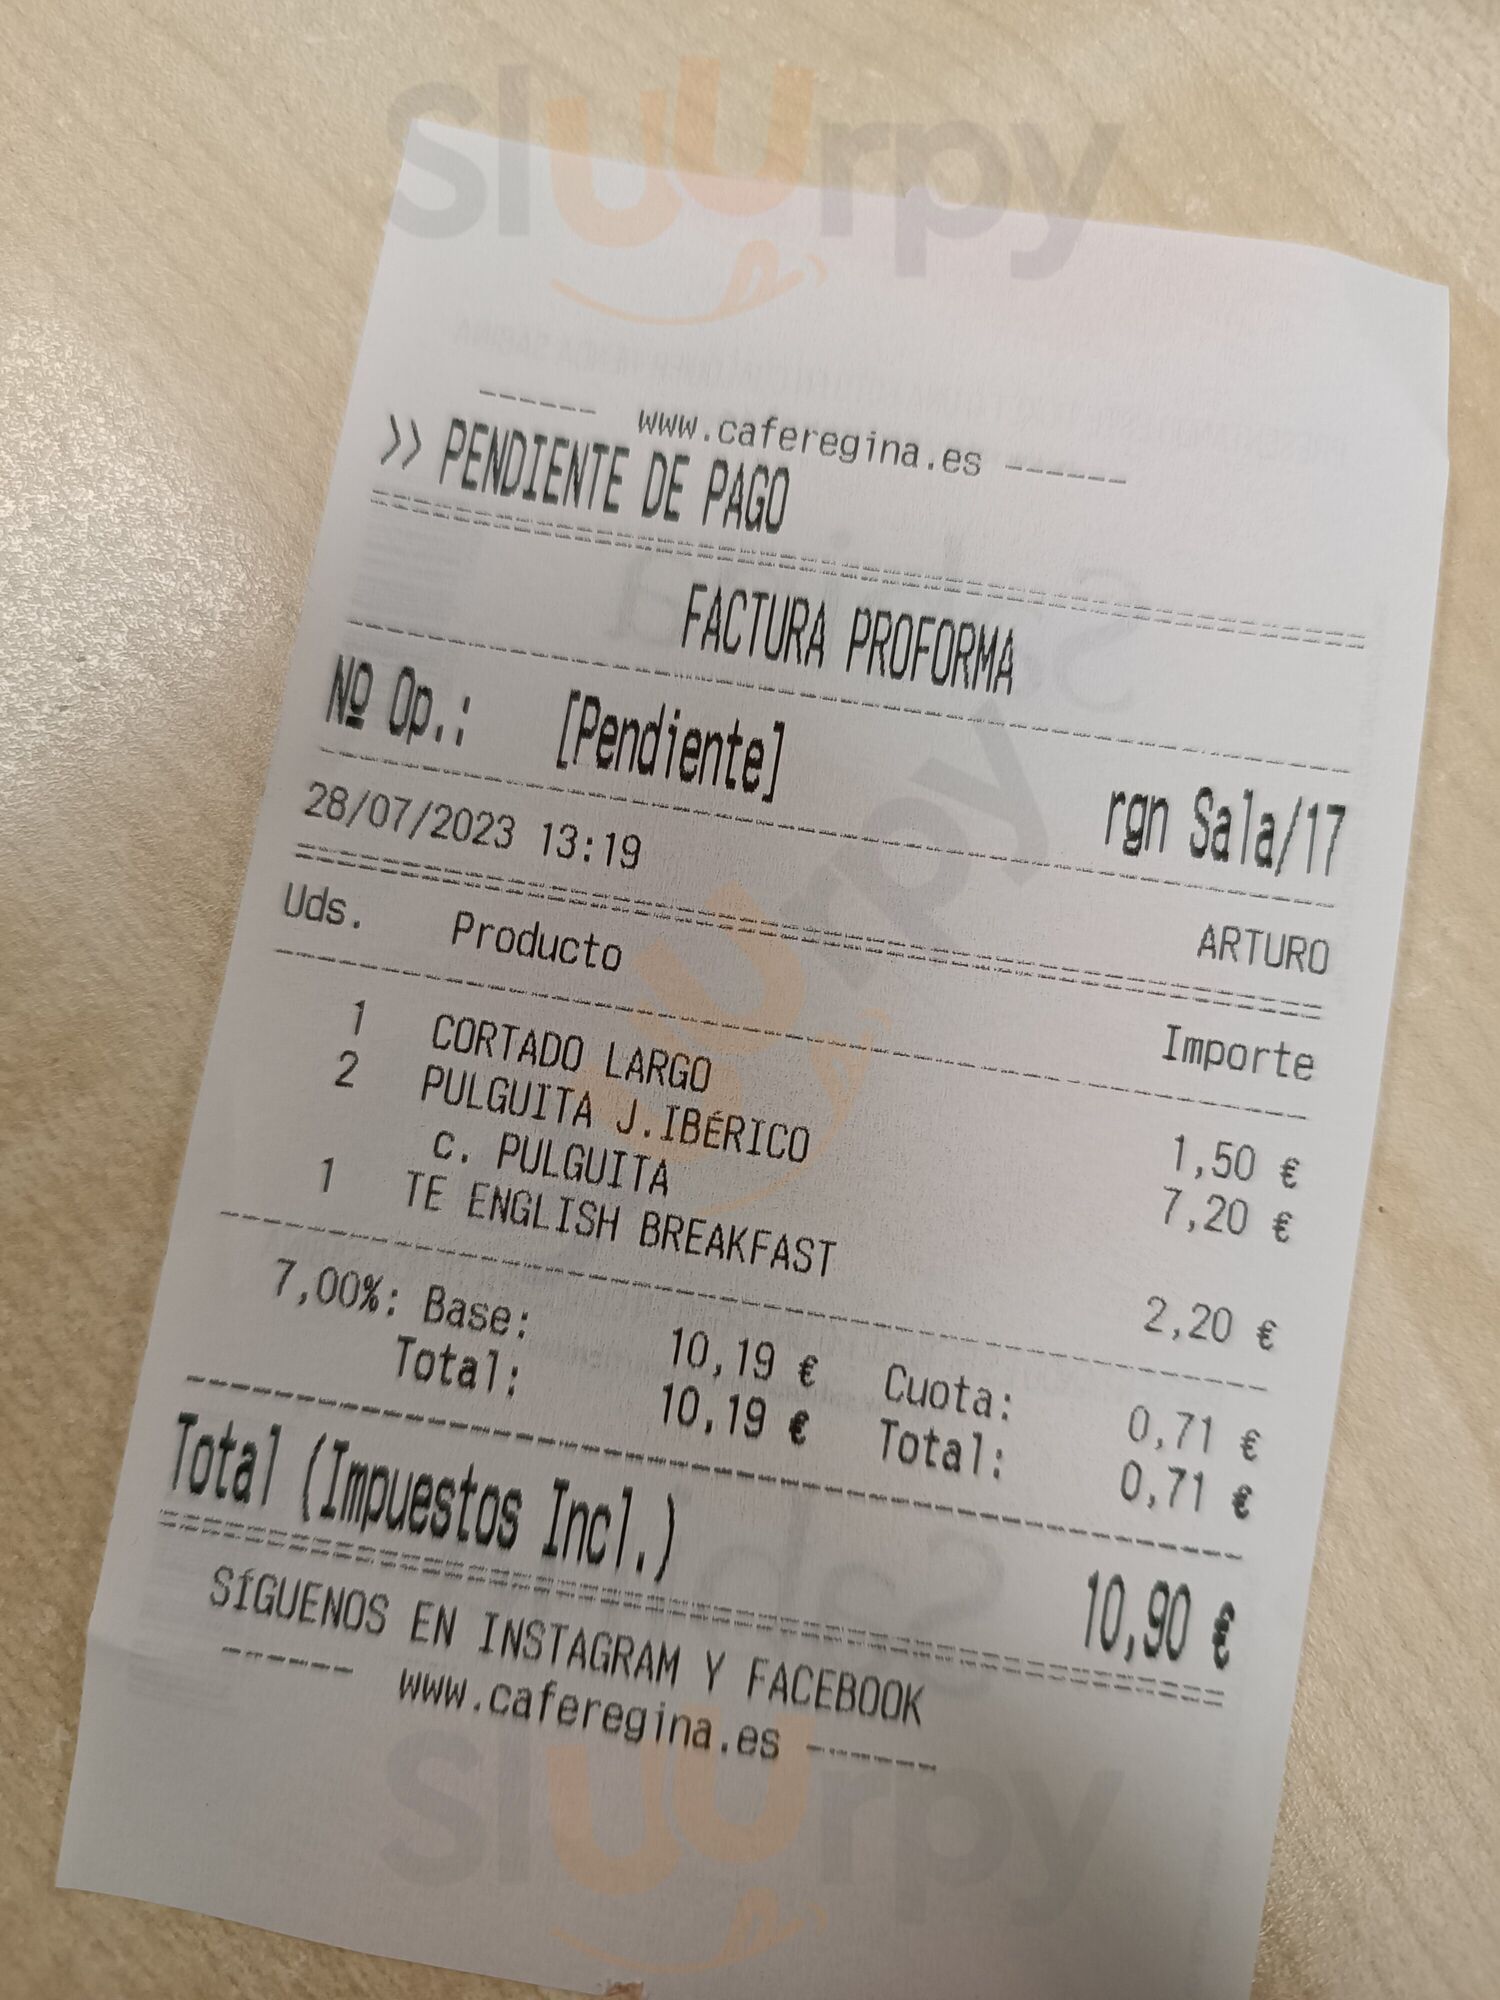 sluurpy
------ www.caferegina.es ------
>> PENDIENTE DE PAGO
FACTURA PROFORMA
Nº Op.: [Pendiente] rgn Sala/17
28/07/2023 13:19 ARTURO
Uds. Producto Importe
1 CORTADO LARGO 1,50 €
2 PULGUITA J.IBÉRICO 7,20 €
c. PULGUITA
1 TE ENGLISH BREAKFAST 2,20 €
7,00%: Base: 10,19 € Cuota: 0,71 €
Total: 10,19 € Total: 0,71 €
Total (Impuestos Incl.) 10,90 €
SÍGUENOS EN INSTAGRAM Y FACEBOOK
------ www.caferegina.es ------
sluurpy
sluurpy